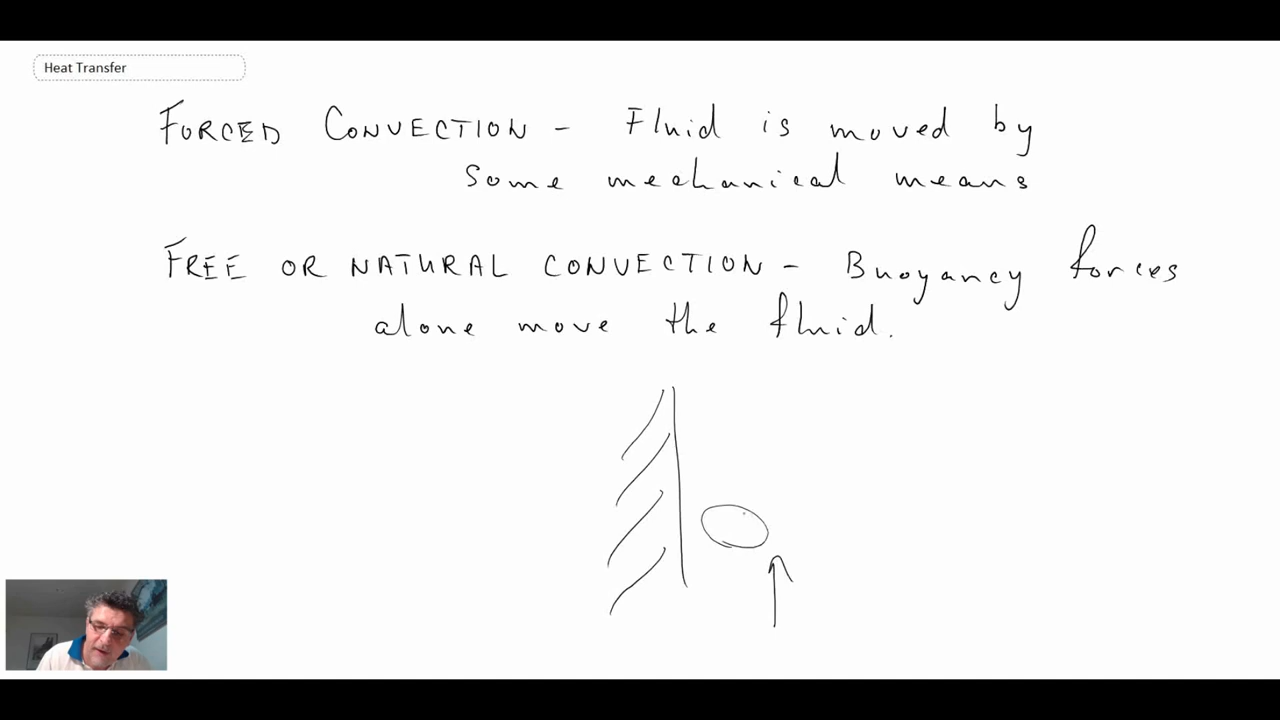 Heat Transfer
FORCED CONVECTION - Fluid is moved by
some mechanical means
FREE OR NATURAL CONVECTION - Buoyancy forces
alone move the fluid.